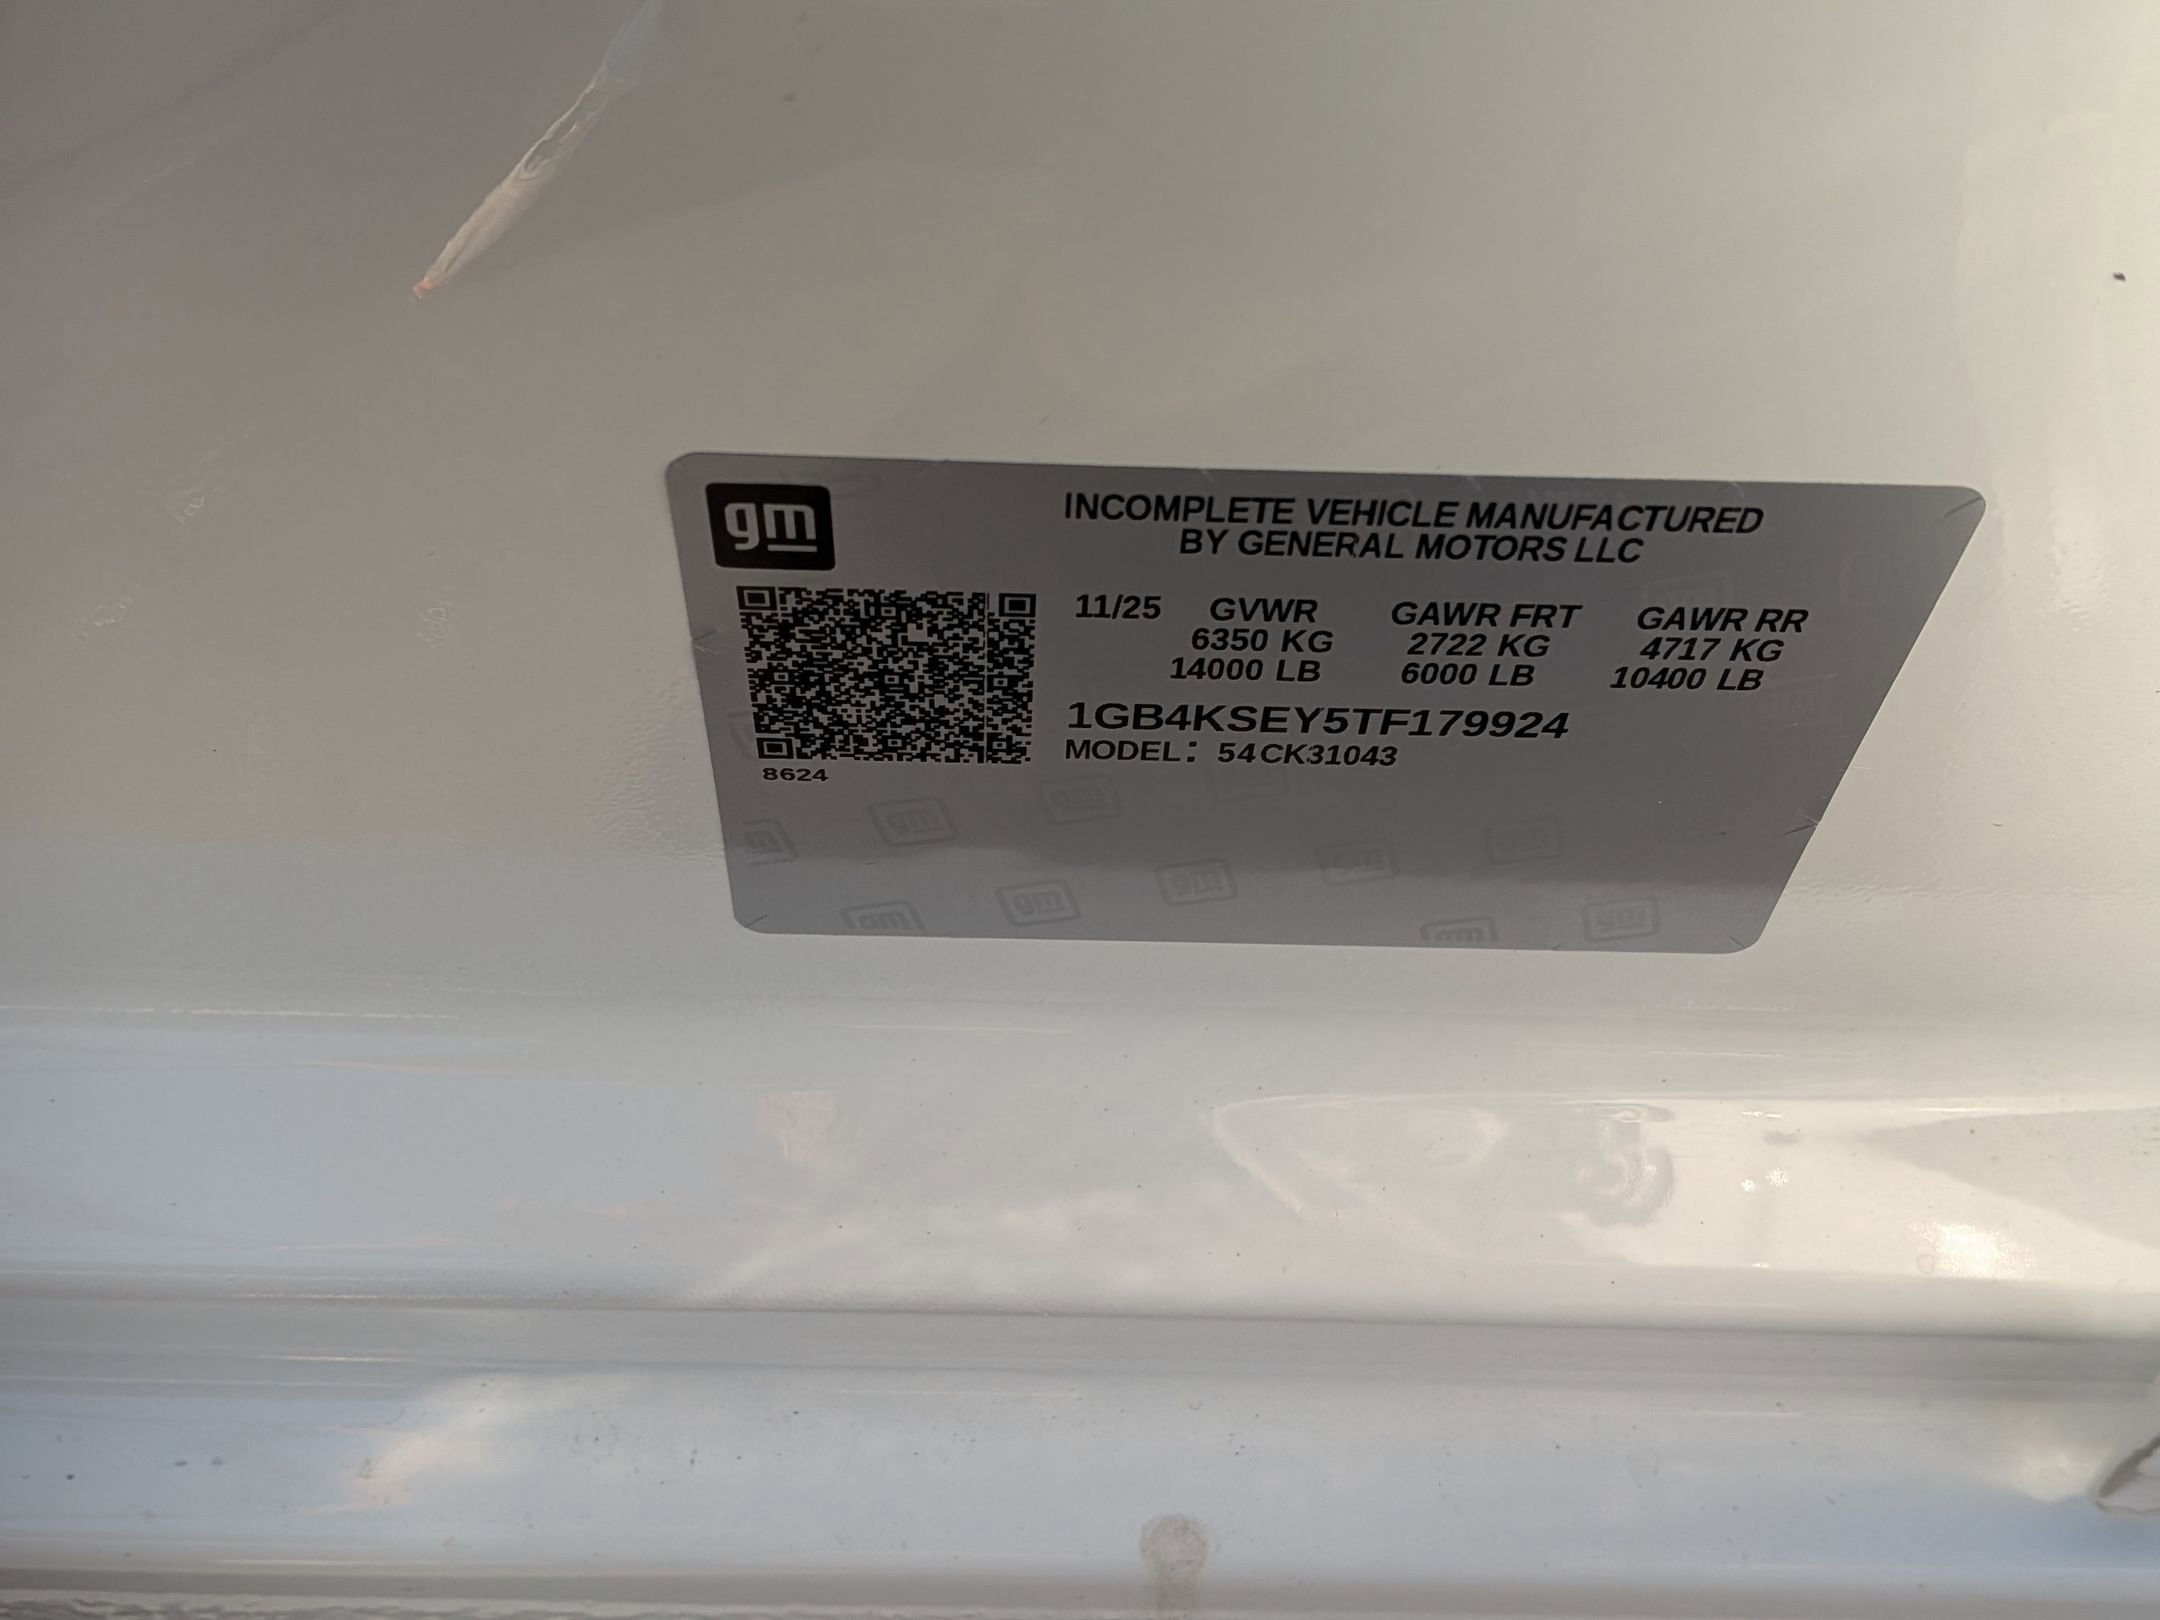 gm
INCOMPLETE VEHICLE MANUFACTURED
BY GENERAL MOTORS LLC
11/25 GVWR GAWR FRT GAWR RR
6350 KG 2722 KG 4717 KG
14000 LB 6000 LB 10400 LB
1GB4KSEY5TF179924
MODEL: 54CK31043
8624